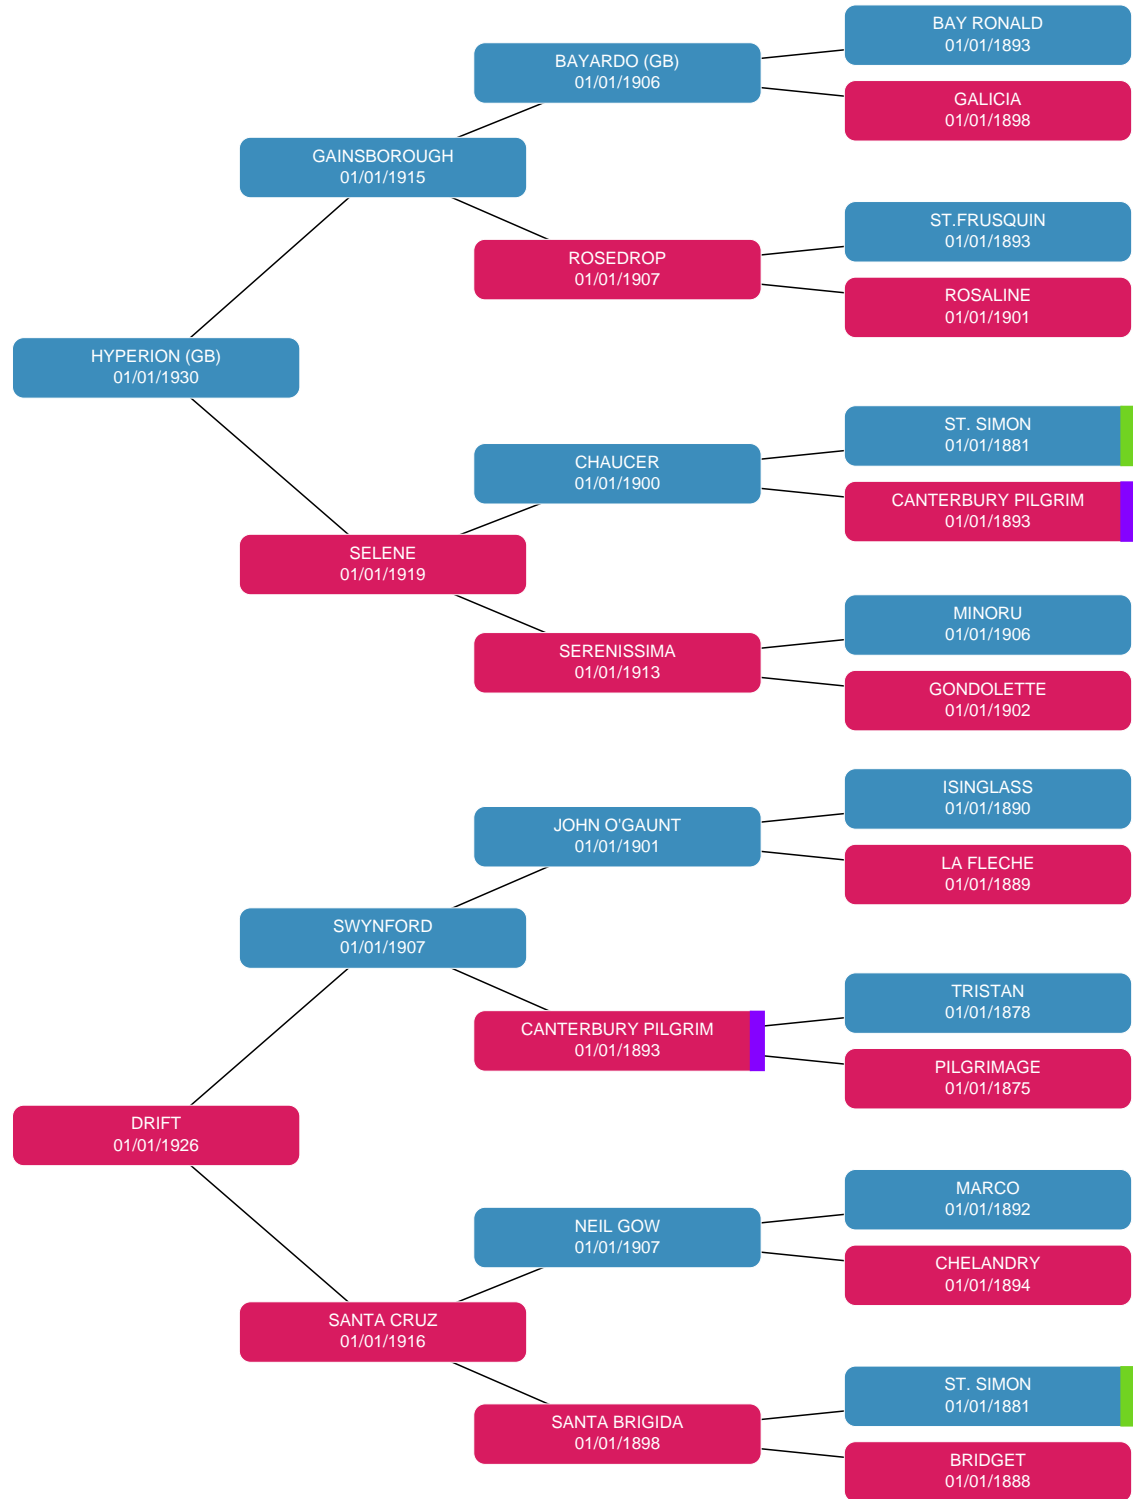 BAY RONALD
01/01/1893
BAYARDO (GB)
01/01/1906
GALICIA
01/01/1898
GAINSBOROUGH
01/01/1915
ST.FRUSQUIN
01/01/1893
ROSEDROP
01/01/1907
ROSALINE
01/01/1901
HYPERION (GB)
01/01/1930
ST. SIMON
01/01/1881
CHAUCER
01/01/1900
CANTERBURY PILGRIM
01/01/1893
SELENE
01/01/1919
MINORU
01/01/1906
SERENISSIMA
01/01/1913
GONDOLETTE
01/01/1902
ISINGLASS
01/01/1890
JOHN O'GAUNT
01/01/1901
LA FLECHE
01/01/1889
SWYNFORD
01/01/1907
TRISTAN
01/01/1878
CANTERBURY PILGRIM
01/01/1893
PILGRIMAGE
01/01/1875
DRIFT
01/01/1926
MARCO
01/01/1892
NEIL GOW
01/01/1907
CHELANDRY
01/01/1894
SANTA CRUZ
01/01/1916
ST. SIMON
01/01/1881
SANTA BRIGIDA
01/01/1898
BRIDGET
01/01/1888